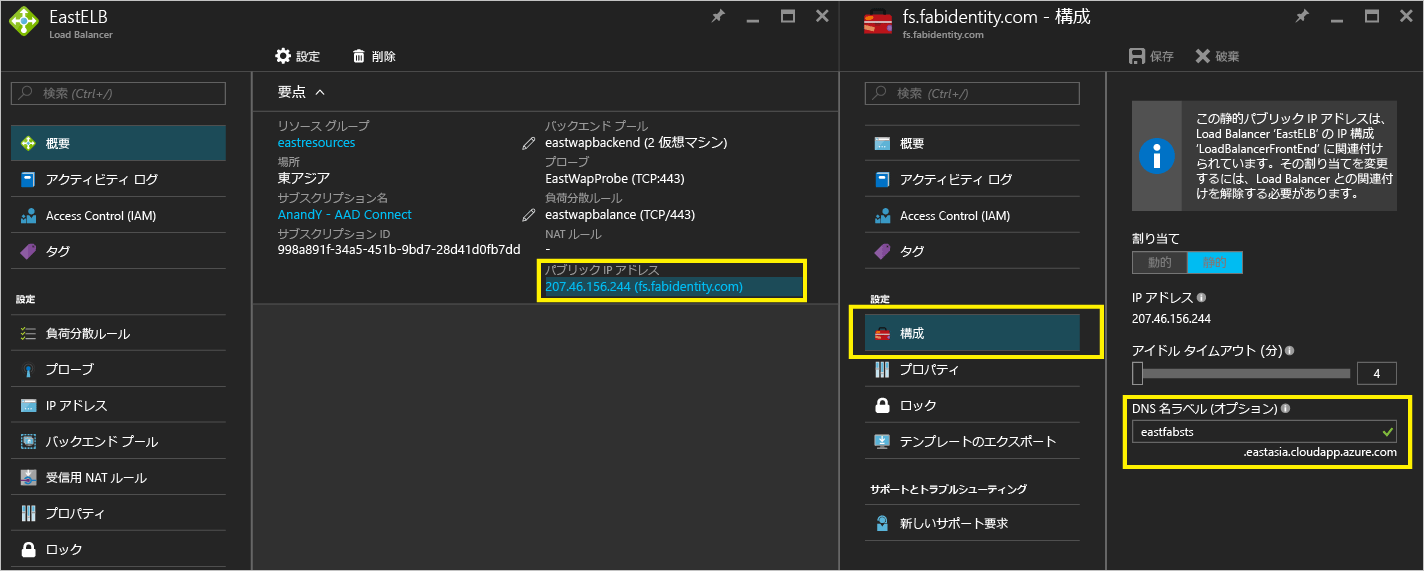 EastELB
Load Balancer
設定
削除
検索 (Ctrl+/)
概要
アクティビティ ログ
Access Control (IAM)
タグ
設定
負荷分散ルール
プローブ
IP アドレス
バックエンド プール
受信用 NAT ルール
プロパティ
ロック
要点
リソース グループ
eastresources
場所
東アジア
サブスクリプション名
AnandY - AAD Connect
サブスクリプション ID
998a891f-34a5-451b-9bd7-28d41d0fb7dd
バックエンド プール
eastwapbackend (2 仮想マシン)
プローブ
EastWapProbe (TCP:443)
負荷分散ルール
eastwapbalance (TCP/443)
NAT ルール
-
パブリック IP アドレス
207.46.156.244 (fs.fabidentity.com)
fs.fabidentity.com - 構成
fs.fabidentity.com
保存
破棄
検索 (Ctrl+/)
概要
アクティビティ ログ
Access Control (IAM)
タグ
設定
構成
プロパティ
ロック
テンプレートのエクスポート
サポートとトラブルシューティング
新しいサポート要求
この静的パブリック IP アドレスは、
Load Balancer 'EastELB' の IP 構成
'LoadBalancerFrontEnd' に関連付け
られています。その割り当てを変更
するには、Load Balancer との関連付
けを解除する必要があります。
割り当て
動的
静的
IP アドレス
207.46.156.244
アイドル タイムアウト (分)
4
DNS 名ラベル (オプション)
eastfabsts
.eastasia.cloudapp.azure.com